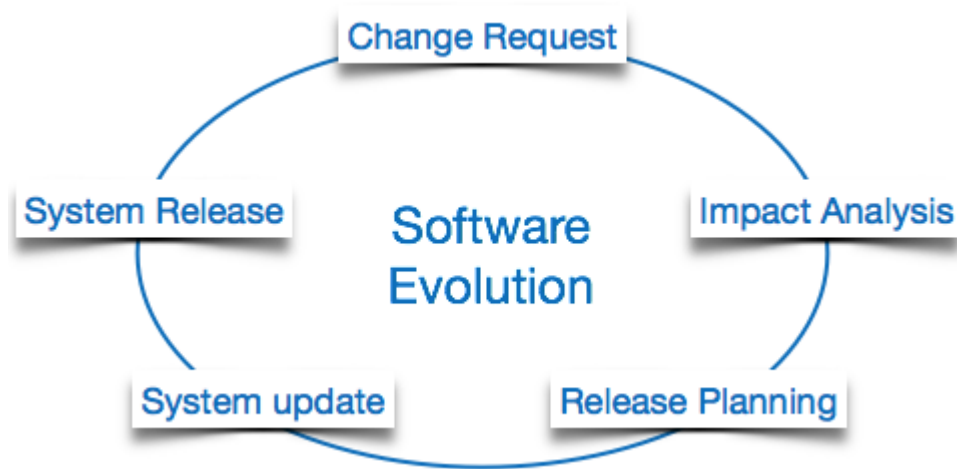 Change Request
System Release
Impact Analysis
Software
Evolution
System update
Release Planning